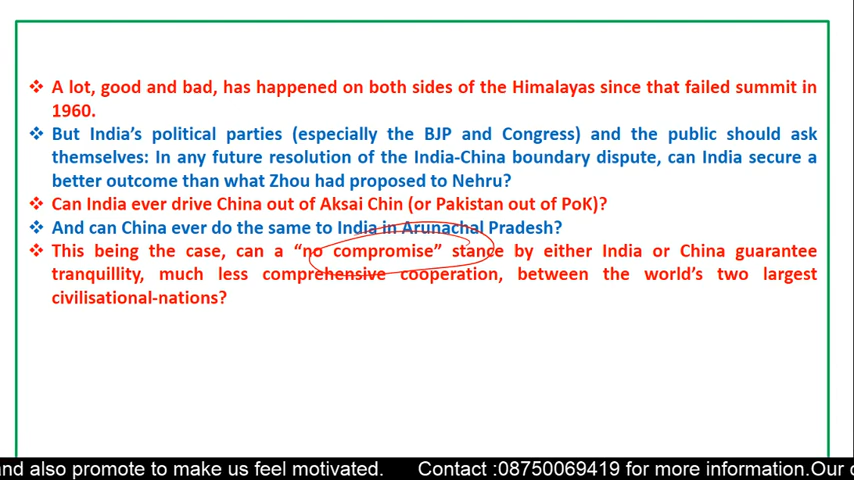 ❖ A lot, good and bad, has happened on both sides of the Himalayas since that failed summit in
1960.
❖ But India's political parties (especially the BJP and Congress) and the public should ask
themselves: In any future resolution of the India-China boundary dispute, can India secure a
better outcome than what Zhou had proposed to Nehru?
❖ Can India ever drive China out of Aksai Chin (or Pakistan out of PoK)?
❖ And can China ever do the same to India in Arunachal Pradesh?
❖ This being the case, can a “no compromise” stance by either India or China guarantee
tranquillity, much less comprehensive cooperation, between the world's two largest
civilisational-nations?
and also promote to make us feel motivated. Contact :08750069419 for more information.Our